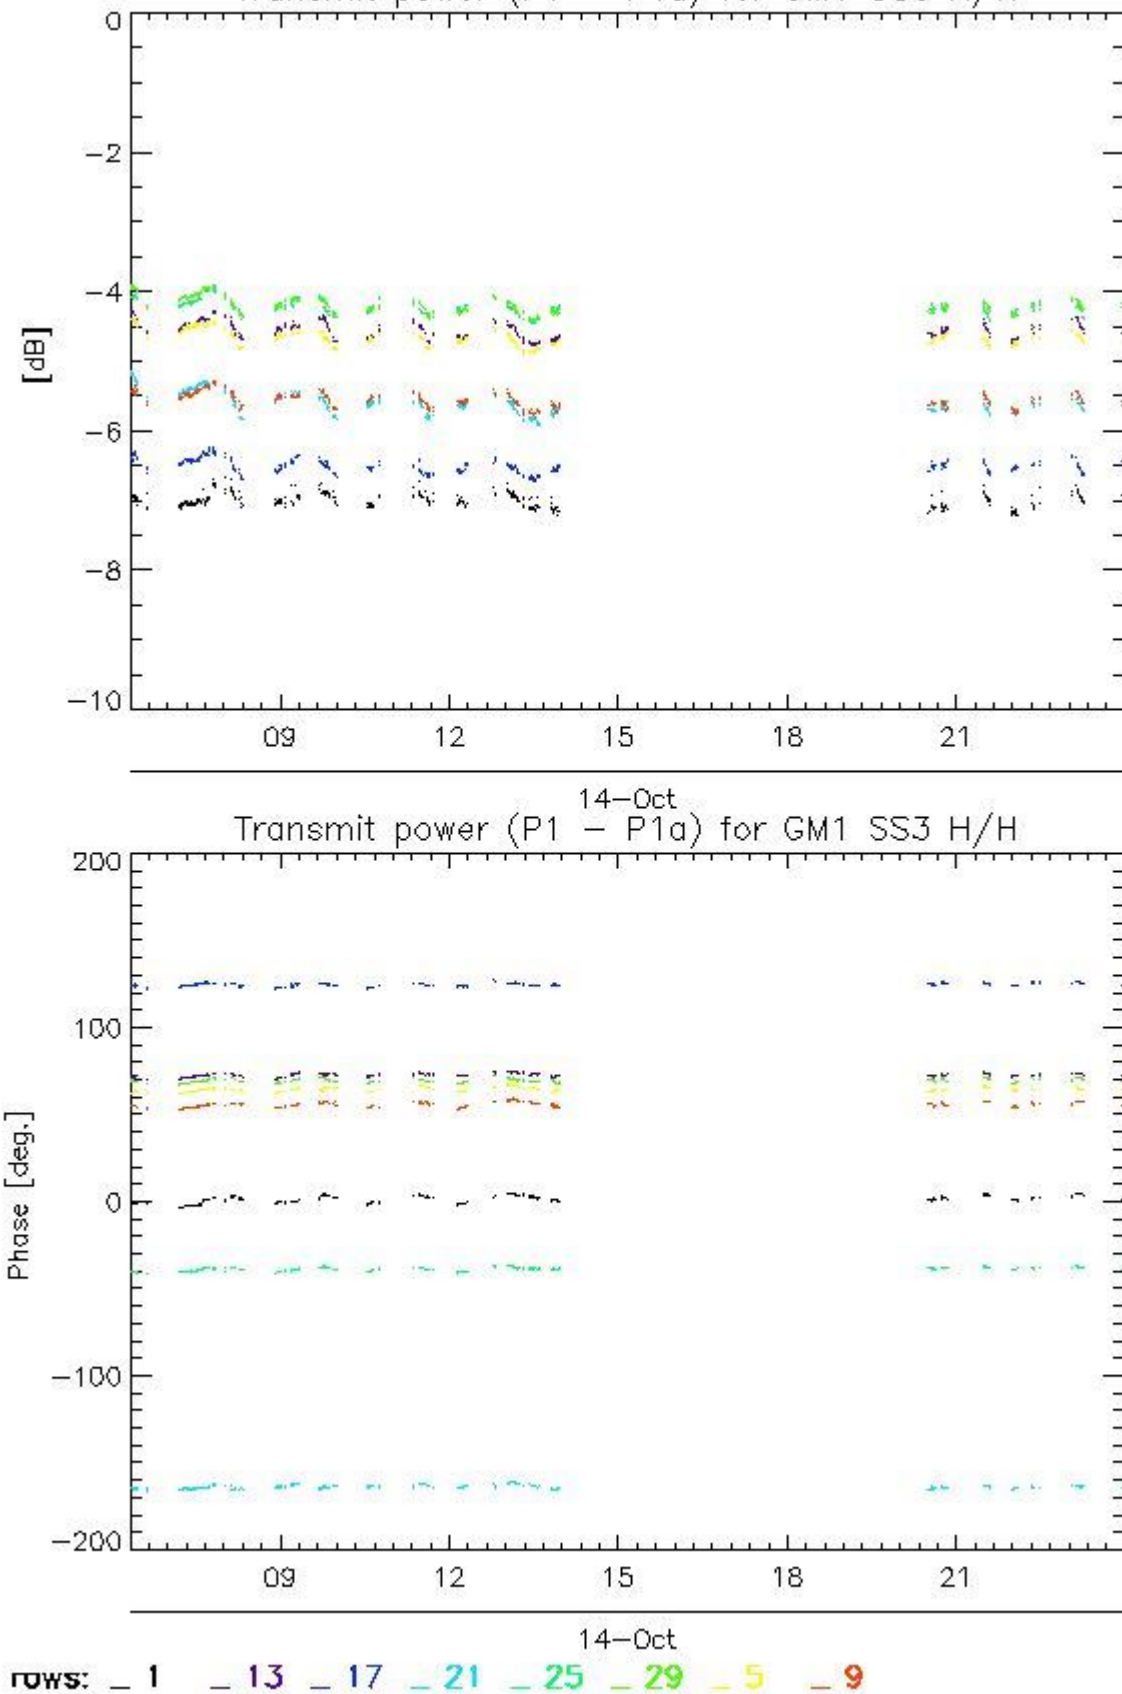 0
-2
-4
[dB]
-6
-8
-10
09 12 15 18 21
14-Oct
Transmit power (P1 - P1a) for GM1 SS3 H/H
200
100
0
Phase [deg.]
-100
-200
09 12 15 18 21
14-Oct
rows: _ 1 _ 13 _ 17 _ 21 _ 25 _ 29 _ 5 _ 9